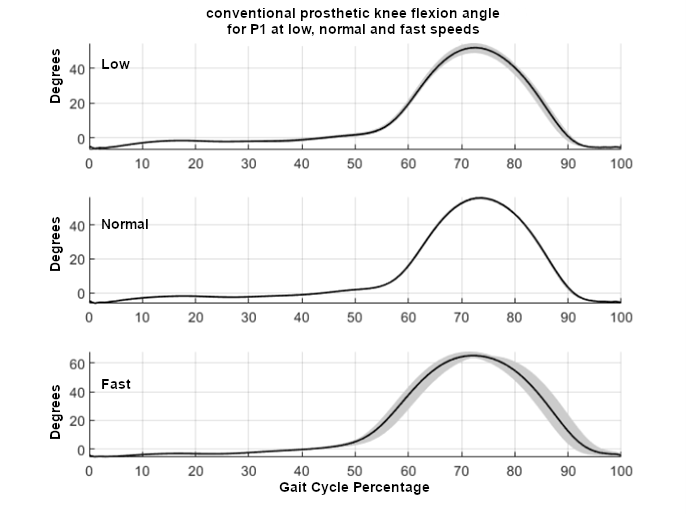 conventional prosthetic knee flexion angle
for P1 at low, normal and fast speeds
Degrees
Low
40
20
0
0 10 20 30 40 50 60 70 80 90 100
Degrees
Normal
40
20
0
0 10 20 30 40 50 60 70 80 90 100
Degrees
Fast
60
40
20
0
0 10 20 30 40 50 60 70 80 90 100
Gait Cycle Percentage